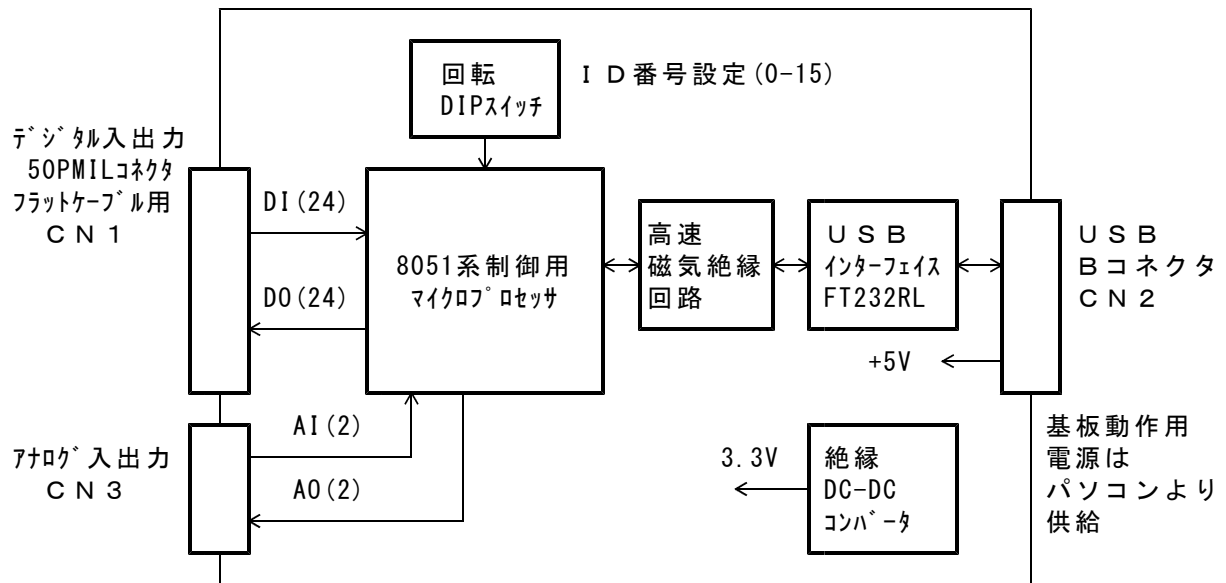 回転
DIPスイッチ
ＩＤ番号設定(0-15)
ﾃﾞｼﾞﾀﾙ入出力
50PMILｺﾈｸﾀ
ﾌﾗｯﾄｹｰﾌﾞﾙ用
ＣＮ１
DI(24)
DO(24)
8051系制御用
ﾏｲｸﾛﾌﾟﾛｾｯｻ
高速
磁気絶縁
回路
ＵＳＢ
ｲﾝﾀｰﾌｪｲｽ
FT232RL
ＵＳＢ
Ｂコネクタ
ＣＮ２
+5V
ｱﾅﾛｸﾞ入出力
ＣＮ３
AI(2)
AO(2)
3.3V
絶縁
DC-DC
ｺﾝﾊﾞｰﾀ
基板動作用
電源は
パソコンより
供給